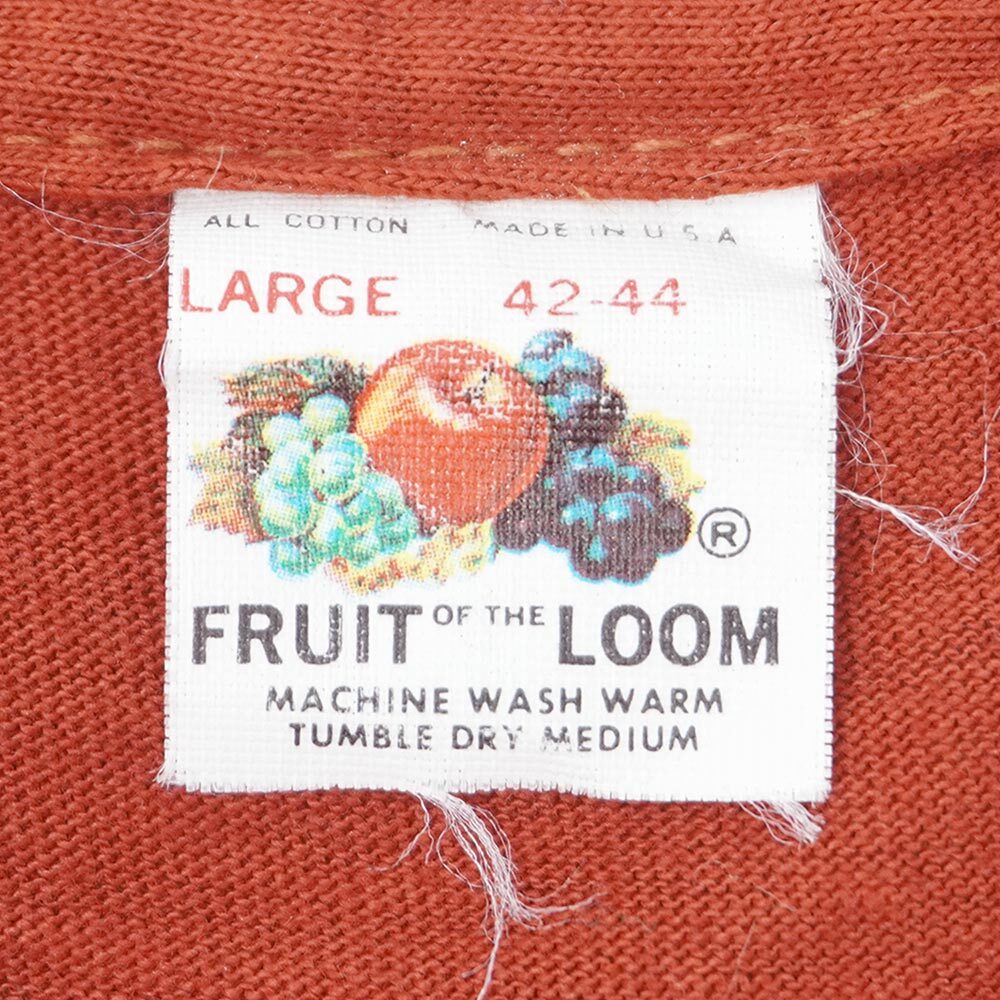 ALL COTTON MADE IN U.S.A
LARGE 42-44
®
FRUIT OF THE LOOM
MACHINE WASH WARM
TUMBLE DRY MEDIUM